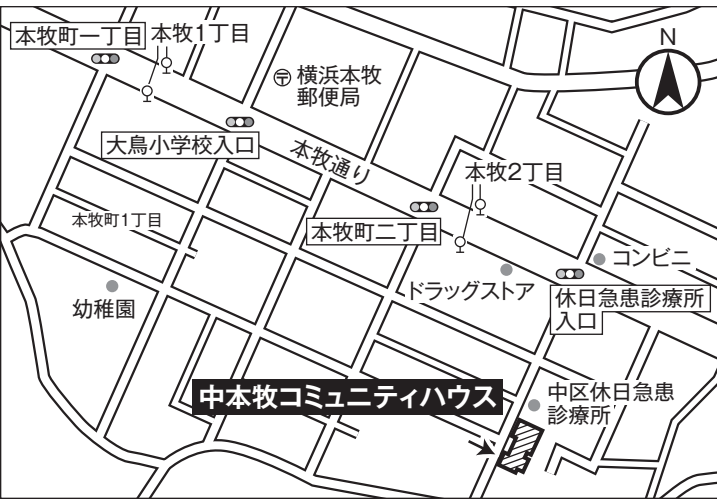 本牧町一丁目
本牧1丁目
N
〶横浜本牧
郵便局
大鳥小学校入口
本牧通り
本牧2丁目
本牧町1丁目
本牧町二丁目
コンビニ
ドラッグストア
休日急患診療所
入口
幼稚園
中本牧コミュニティハウス
中区休日急患
診療所